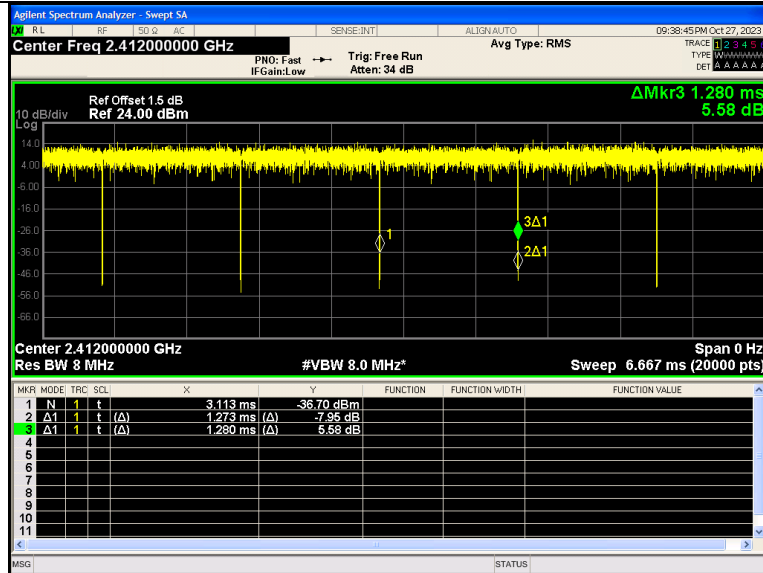 Agilent Spectrum Analyzer - Swept SA
LXI RL RF 50 Ω AC SENSE:INT ALIGN AUTO 09:38:45 PM Oct 27, 2023
Center Freq 2.412000000 GHz
PNO: Fast
IFGain:Low
Trig: Free Run
Atten: 34 dB
Avg Type: RMS
TRACE 1 2 3 4 5
TYPE W
DET A A A A A
ΔMkr3 1.280 ms
5.58 dB
Ref Offset 1.5 dB
Ref 24.00 dBm
10 dB/div
Log
14.0
4.00
-6.00
-16.0
-26.0
-36.0
-46.0
-56.0
-66.0
1
3Δ1
2Δ1
Center 2.412000000 GHz
Span 0 Hz
Res BW 8 MHz
#VBW 8.0 MHz*
Sweep 6.667 ms (20000 pts)
MKR MODE TRC SCL X Y FUNCTION FUNCTION WIDTH FUNCTION VALUE
1 N 1 t 3.113 ms -36.70 dBm
2 Δ1 1 t (Δ) 1.273 ms (Δ) -7.95 dB
3 Δ1 1 t (Δ) 1.280 ms (Δ) 5.58 dB
4
5
6
7
8
9
10
11
MSG STATUS